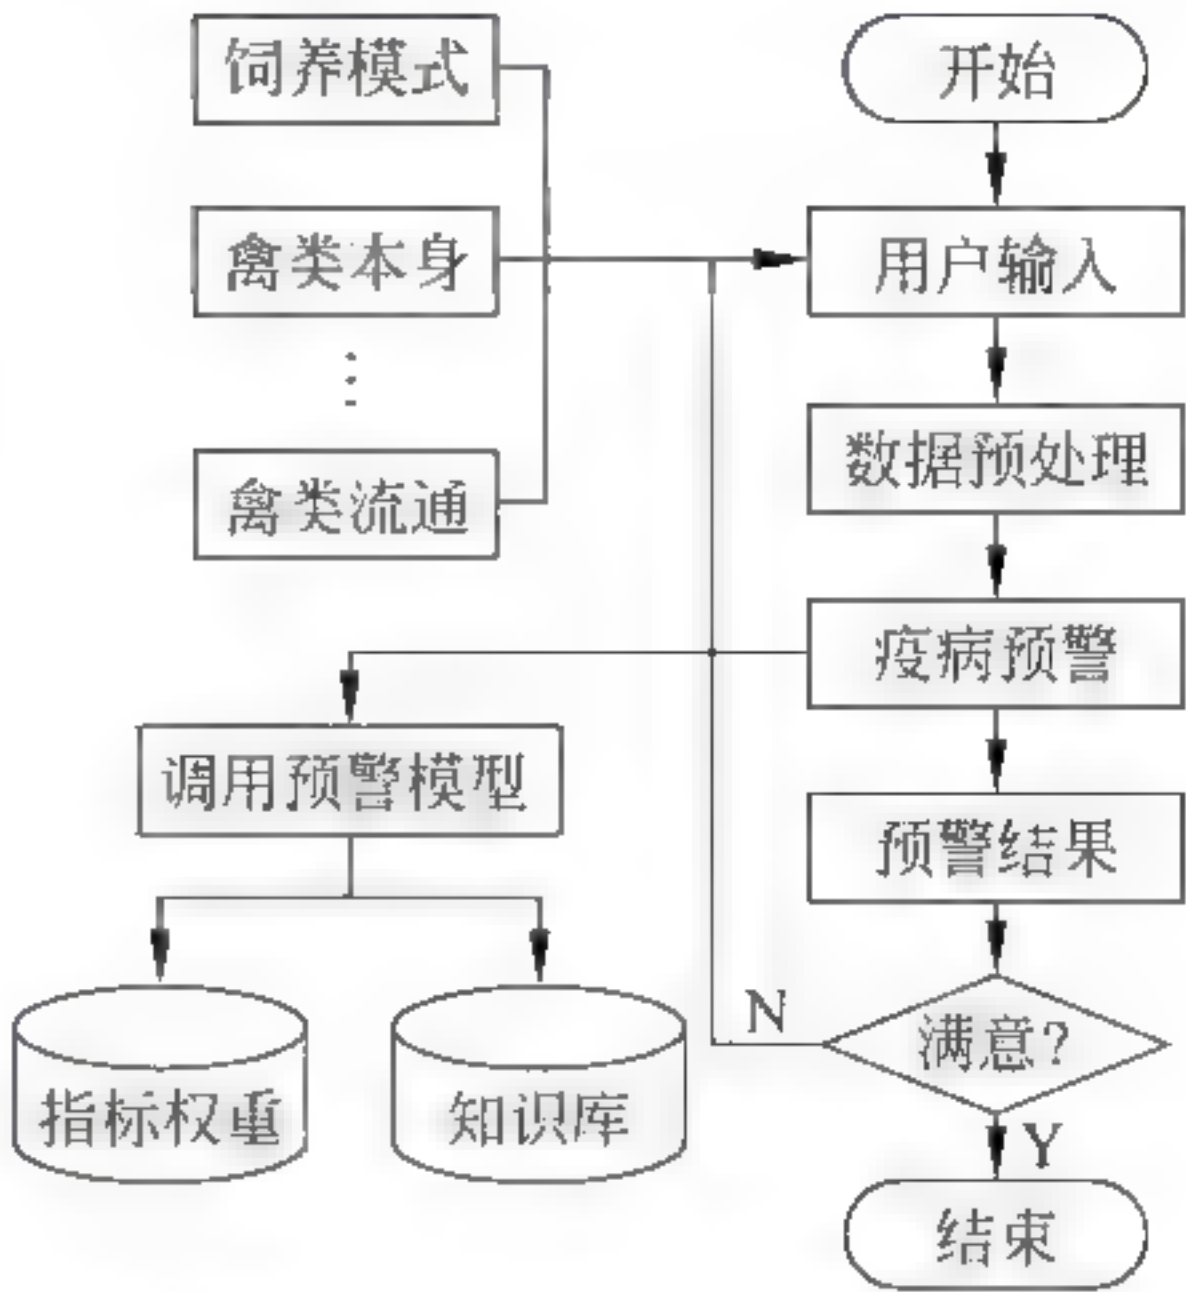 饲养模式
开始
禽类本身
用户输入
⋮
数据预处理
禽类流通
疫病预警
调用预警模型
预警结果
N
满意?
指标权重
知识库
Y
结束